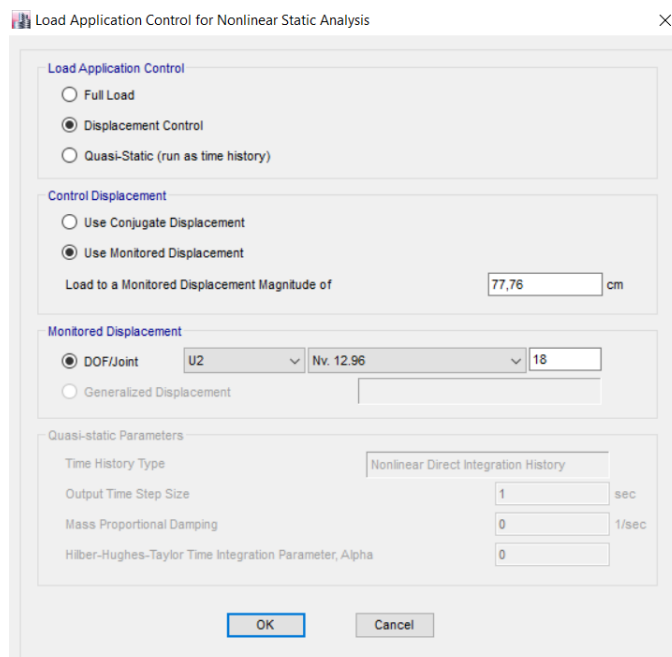 Load Application Control for Nonlinear Static Analysis
Load Application Control
Full Load
Displacement Control
Quasi-Static (run as time history)
Control Displacement
Use Conjugate Displacement
Use Monitored Displacement
Load to a Monitored Displacement Magnitude of 77,76 cm
Monitored Displacement
DOF/Joint U2 Nv. 12.96 18
Generalized Displacement
Quasi-static Parameters
Time History Type Nonlinear Direct Integration History
Output Time Step Size 1 sec
Mass Proportional Damping 0 1/sec
Hilber-Hughes-Taylor Time Integration Parameter, Alpha 0
OK Cancel